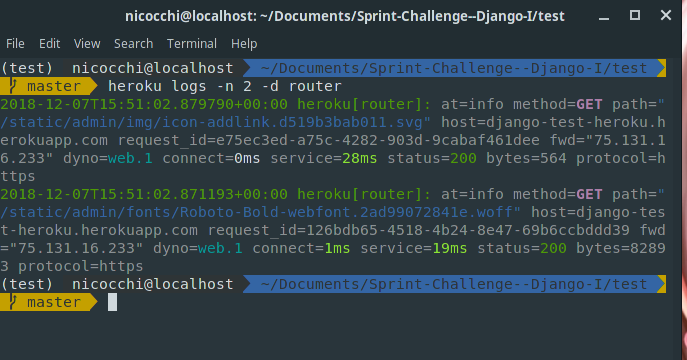 nicocchi@localhost: ~/Documents/Sprint-Challenge--Django-I/test
File Edit View Search Terminal Help
(test) nicocchi@localhost ~/Documents/Sprint-Challenge--Django-I/test
master heroku logs -n 2 -d router
2018-12-07T15:51:02.879790+00:00 heroku[router]: at=info method=GET path="
/static/admin/img/icon-addlink.d519b3bab011.svg" host=django-test-heroku.h
erokuapp.com request_id=e75ec3ed-a75c-4282-903d-9cabaf461dee fwd="75.131.1
6.233" dyno=web.1 connect=0ms service=28ms status=200 bytes=564 protocol=h
ttps
2018-12-07T15:51:02.871193+00:00 heroku[router]: at=info method=GET path="
/static/admin/fonts/Roboto-Bold-webfont.2ad99072841e.woff" host=django-tes
t-heroku.herokuapp.com request_id=126bdb65-4518-4b24-8e47-69b6ccbddd39 fwd
="75.131.16.233" dyno=web.1 connect=1ms service=19ms status=200 bytes=8289
3 protocol=https
(test) nicocchi@localhost ~/Documents/Sprint-Challenge--Django-I/test
master